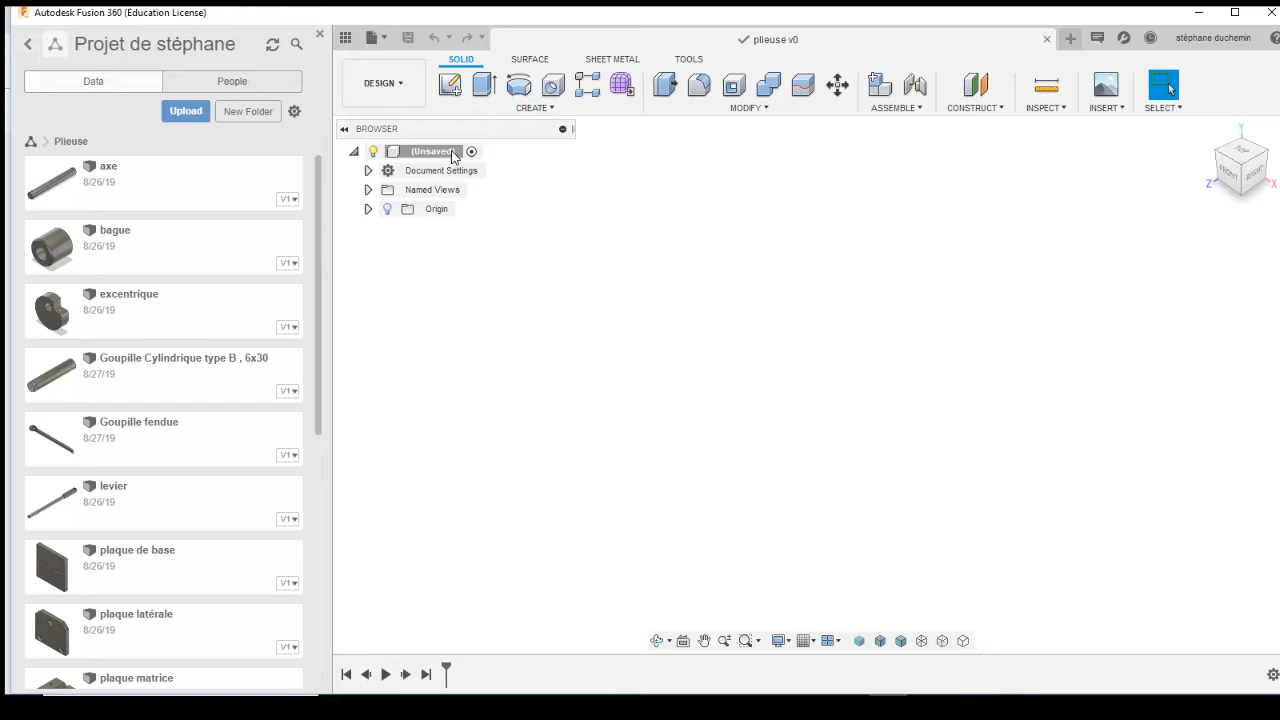 Autodesk Fusion 360 (Education License)
Projet de stéphane
Data
People
Upload
New Folder
Plieuse
axe
8/26/19
V1
bague
8/26/19
V1
excentrique
8/26/19
V1
Goupille Cylindrique type B , 6x30
8/27/19
V1
Goupille fendue
8/27/19
V1
levier
8/26/19
V1
plaque de base
8/26/19
V1
plaque latérale
8/26/19
V1
plaque matrice
plieuse v0
stéphane duchemin
SOLID
SURFACE
SHEET METAL
TOOLS
DESIGN
CREATE
MODIFY
ASSEMBLE
CONSTRUCT
INSPECT
INSERT
SELECT
BROWSER
(Unsaved)
Document Settings
Named Views
Origin
Y
TOP
FRONT
RIGHT
Z
X